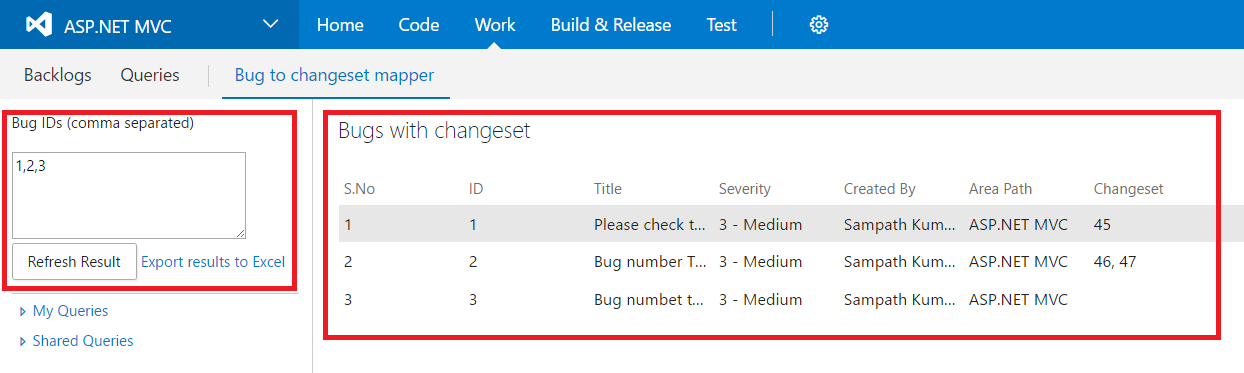 ASP.NET MVC Home Code Work Build & Release Test
Backlogs Queries Bug to changeset mapper
Bug IDs (comma separated)
1,2,3
Refresh Result Export results to Excel
My Queries
Shared Queries
Bugs with changeset
S.No ID Title Severity Created By Area Path Changeset
1 1 Please check t... 3 - Medium Sampath Kum... ASP.NET MVC 45
2 2 Bug number T... 3 - Medium Sampath Kum... ASP.NET MVC 46, 47
3 3 Bug numbet t... 3 - Medium Sampath Kum... ASP.NET MVC